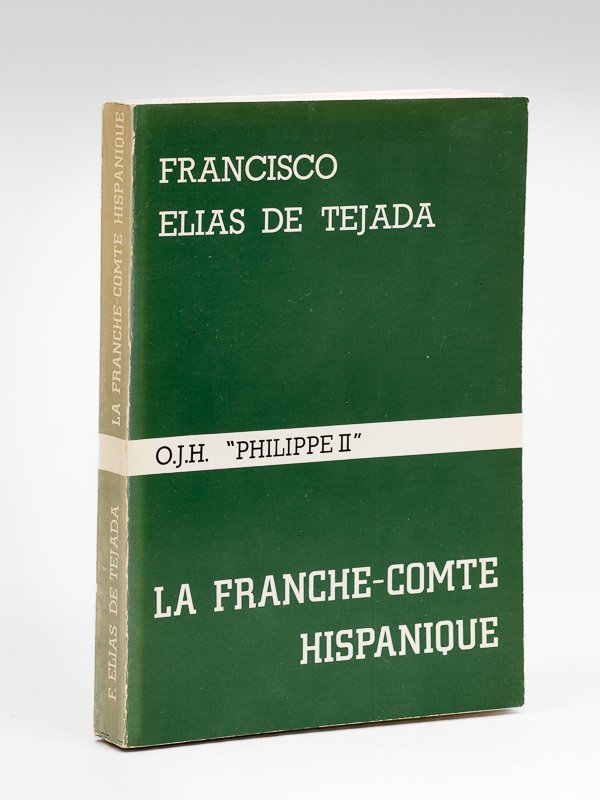 FRANCISCO
ELIAS DE TEJADA
O.J.H. "PHILIPPE II"
LA FRANCHE-COMTE
HISPANIQUE
F. ELIAS DE TEJADA LA FRANCHE-COMTE HISPANIQUE